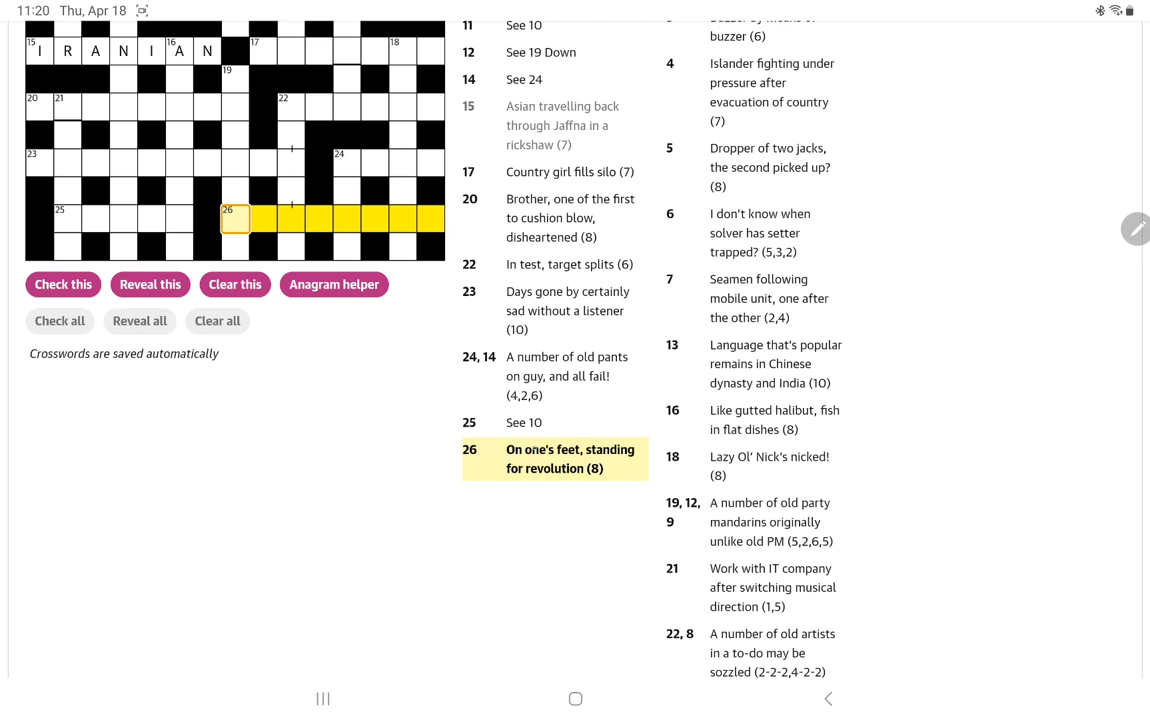 11:20 Thu, Apr 18
15 I R A N I 16 A N 17 18
19
20 21 22
23 24
25 26
Check this Reveal this Clear this Anagram helper
Check all Reveal all Clear all
Crosswords are saved automatically
11 See 10
12 See 19 Down
14 See 24
15 Asian travelling back
through Jaffna in a
rickshaw (7)
17 Country girl fills silo (7)
20 Brother, one of the first
to cushion blow,
disheartened (8)
22 In test, target splits (6)
23 Days gone by certainly
sad without a listener
(10)
24, 14 A number of old pants
on guy, and all fail!
(4,2,6)
25 See 10
26 On one's feet, standing
for revolution (8)
buzzer (6)
4 Islander fighting under
pressure after
evacuation of country
(7)
5 Dropper of two jacks,
the second picked up?
(8)
6 I don't know when
solver has setter
trapped? (5,3,2)
7 Seamen following
mobile unit, one after
the other (2,4)
13 Language that's popular
remains in Chinese
dynasty and India (10)
16 Like gutted halibut, fish
in flat dishes (8)
18 Lazy Ol' Nick's nicked!
(8)
19, 12, A number of old party
9 mandarins originally
unlike old PM (5,2,6,5)
21 Work with IT company
after switching musical
direction (1,5)
22, 8 A number of old artists
in a to-do may be
sozzled (2-2-2,4-2-2)